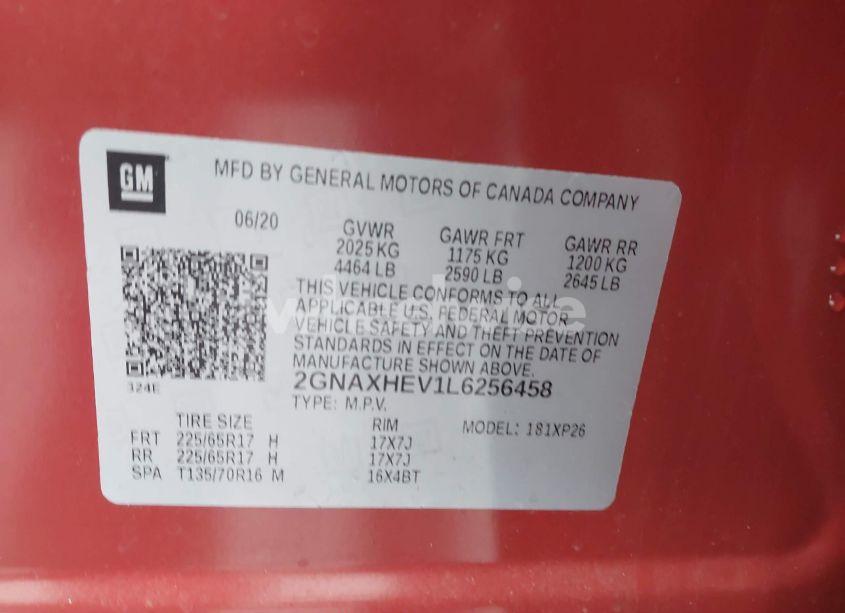 GM
MFD BY GENERAL MOTORS OF CANADA COMPANY
06/20
GVWR GAWR FRT GAWR RR
2025 KG 1175 KG 1200 KG
4464 LB 2590 LB 2645 LB
THIS VEHICLE CONFORMS TO ALL
APPLICABLE U.S. FEDERAL MOTOR
VEHICLE SAFETY AND THEFT PREVENTION
STANDARDS IN EFFECT ON THE DATE OF
MANUFACTURE SHOWN ABOVE.
324E
2GNAXHEV1L6256458
TYPE: M.P.V.
TIRE SIZE RIM MODEL: 181XP26
FRT 225/65R17 H 17X7J
RR 225/65R17 H 17X7J
SPA T135/70R16 M 16X4BT